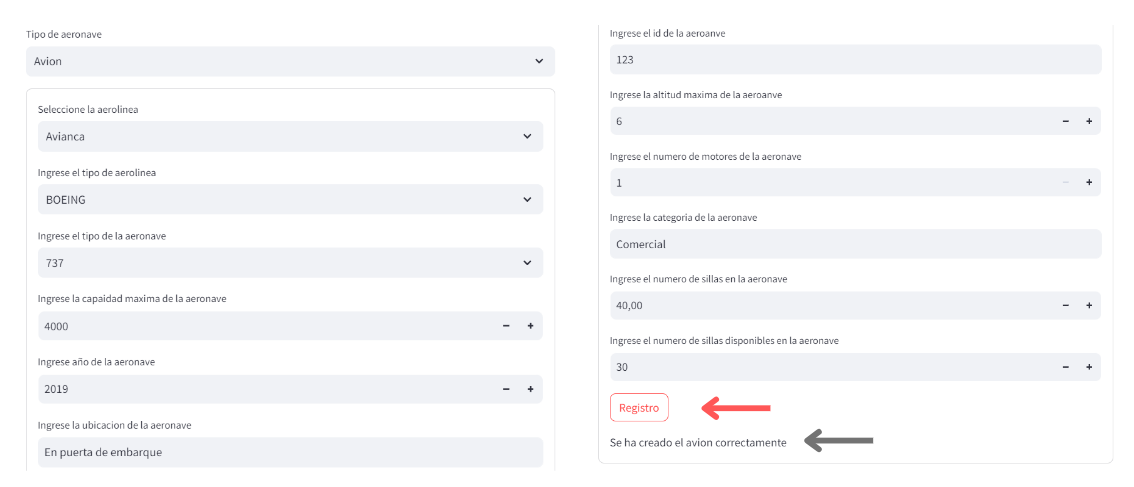 Tipo de aeronave
Avion
Seleccione la aerolinea
Avianca
Ingrese el tipo de aerolinea
BOEING
Ingrese el tipo de la aeronave
737
Ingrese la capaidad maxima de la aeronave
4000
Ingrese año de la aeronave
2019
Ingrese la ubicacion de la aeronave
En puerta de embarque
Ingrese el id de la aeroanve
123
Ingrese la altitud maxima de la aeroanve
6
Ingrese el numero de motores de la aeronave
1
Ingrese la categoria de la aeronave
Comercial
Ingrese el numero de sillas en la aeronave
40,00
Ingrese el numero de sillas disponibles en la aeronave
30
Registro
Se ha creado el avion correctamente